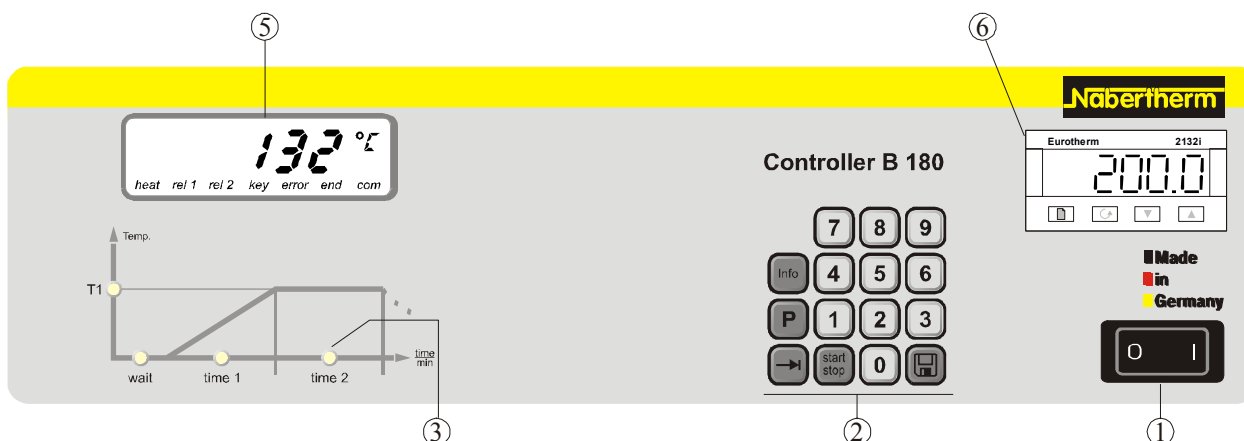 5
6
Nabertherm
132 °C
heat rel 1 rel 2 key error end com
Eurotherm 2132i
200.0
Controller B 180
7 8 9
Info 4 5 6
P 1 2 3
start
stop
0
Temp.
T1
time
min
wait time 1 time 2
Made
in
Germany
O I
3
2
1